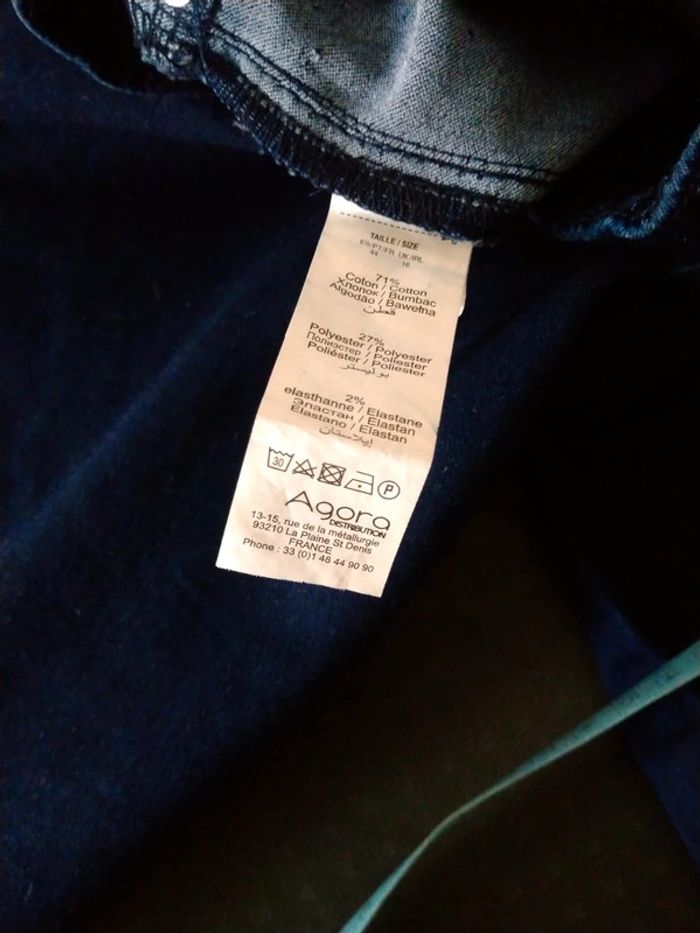 TAILLE / SIZE
ES/PT/FR UK/IRL
44 16
71%
Coton / Cotton
Хлопок / Bumbac
Algodão / Bawełna
قطن
27%
Polyester / Polyester
Полиэстер / Poliester
Poliéster / Poliester
بوليستر
2%
elasthanne / Elastane
Эластан / Elastan
Elastano / Elastan
إيلاستان
30 P
Agora
DISTRIBUTION
13-15, rue de la métallurgie
93210 La Plaine St Denis
FRANCE
Phone : 33 (0)1 48 44 90 90